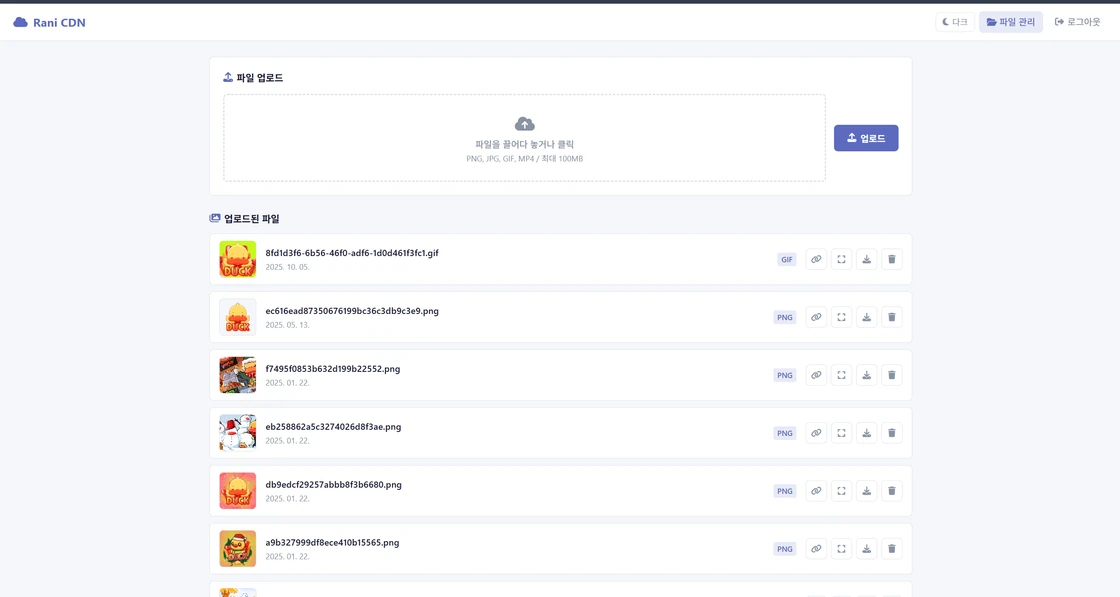 Rani CDN
다크
파일 관리
로그아웃
파일 업로드
파일을 끌어다 놓거나 클릭
PNG, JPG, GIF, MP4 / 최대 100MB
업로드
업로드된 파일
DUCK
8fd1d3f6-6b56-46f0-adf6-1d0d461f3fc1.gif
2025. 10. 05.
GIF
DUCK
ec616ead87350676199bc36c3db9c3e9.png
2025. 05. 13.
PNG
f7495f0853b632d199b22552.png
2025. 01. 22.
PNG
eb258862a5c3274026d8f3ae.png
2025. 01. 22.
PNG
DUCK
db9edcf29257abbb8f3b6680.png
2025. 01. 22.
PNG
a9b327999df8ece410b15565.png
2025. 01. 22.
PNG